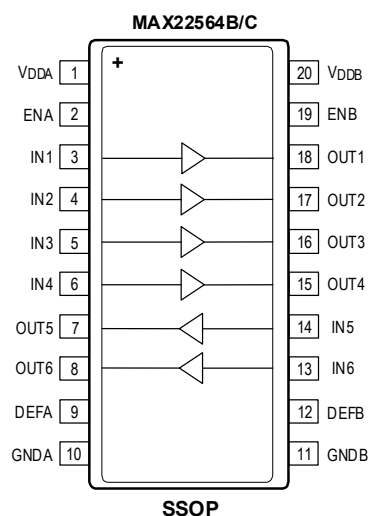 MAX22564B/C
+
VDDA 1 20 VDDB
ENA 2 19 ENB
IN1 3 18 OUT1
IN2 4 17 OUT2
IN3 5 16 OUT3
IN4 6 15 OUT4
OUT5 7 14 IN5
OUT6 8 13 IN6
DEFA 9 12 DEFB
GNDA 10 11 GNDB
SSOP